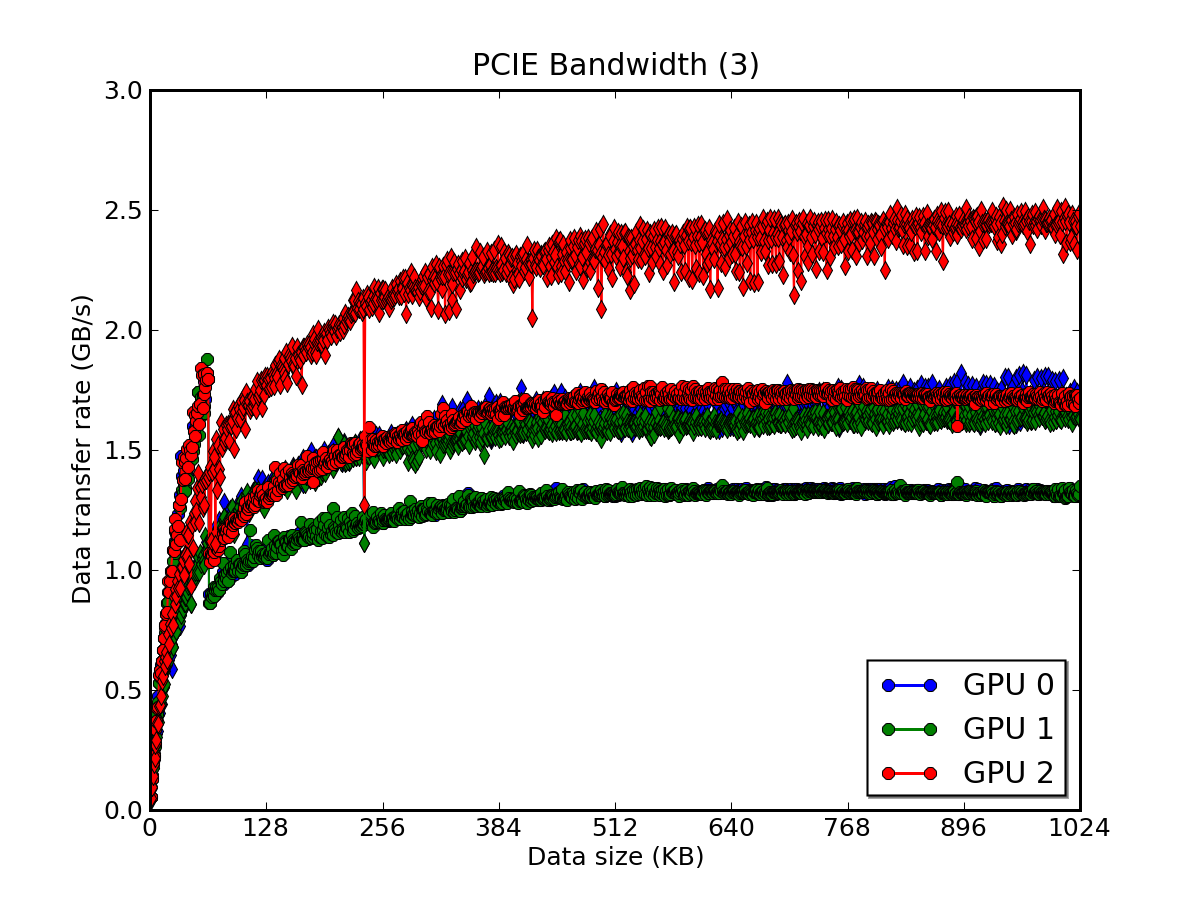 PCIE Bandwidth (3)
3.0
2.5
2.0
1.5
1.0
0.5
0.0
Data transfer rate (GB/s)
0 128 256 384 512 640 768 896 1024
Data size (KB)
GPU 0
GPU 1
GPU 2